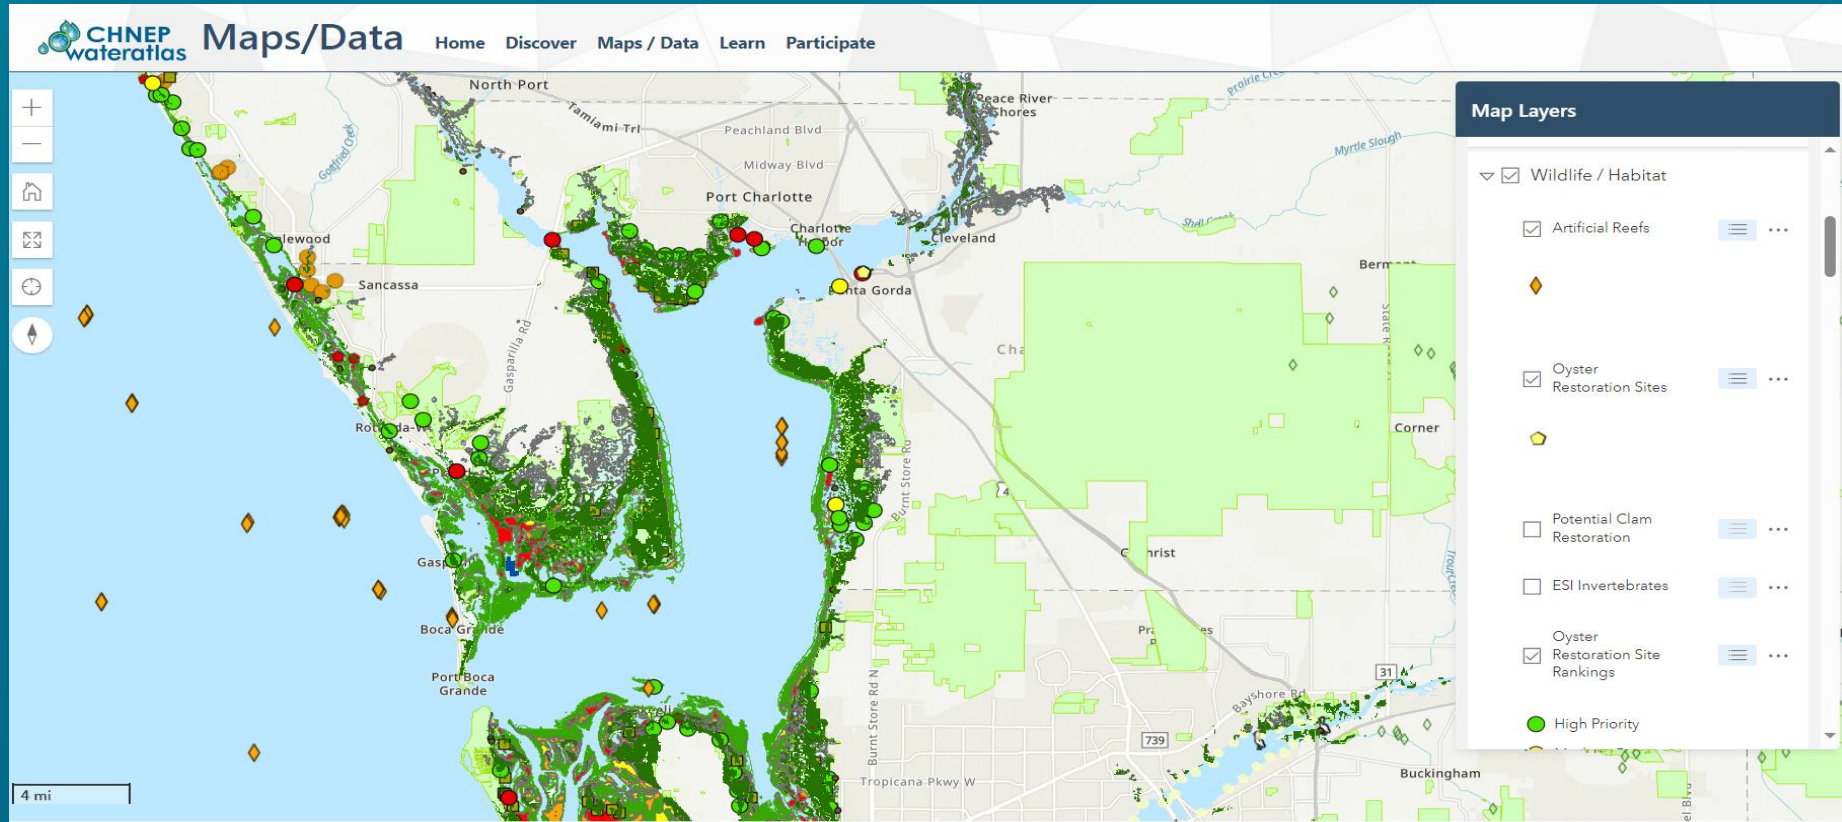 CHNEP
wateratlas
Maps/Data
Home
Discover
Maps / Data
Learn
Participate
North Port
Tamiami Trl
Peachland Blvd
Midway Blvd
Peace River
Shores
Myrtle Slough
Port Charlotte
Charlotte
Cleveland
Shell Creek
Sancassa
Gasparilla Rd
Corner
Burnt Store Rd
Boca Grande
Port Boca
Grande
Burnt Store Rd N
Bayshore Rd
31
739
Tropicana Pkwy W
Buckingham
4 mi
Map Layers
Wildlife / Habitat
Artificial Reefs
Oyster
Restoration Sites
Potential Clam
Restoration
ESI Invertebrates
Oyster
Restoration Site
Rankings
High Priority